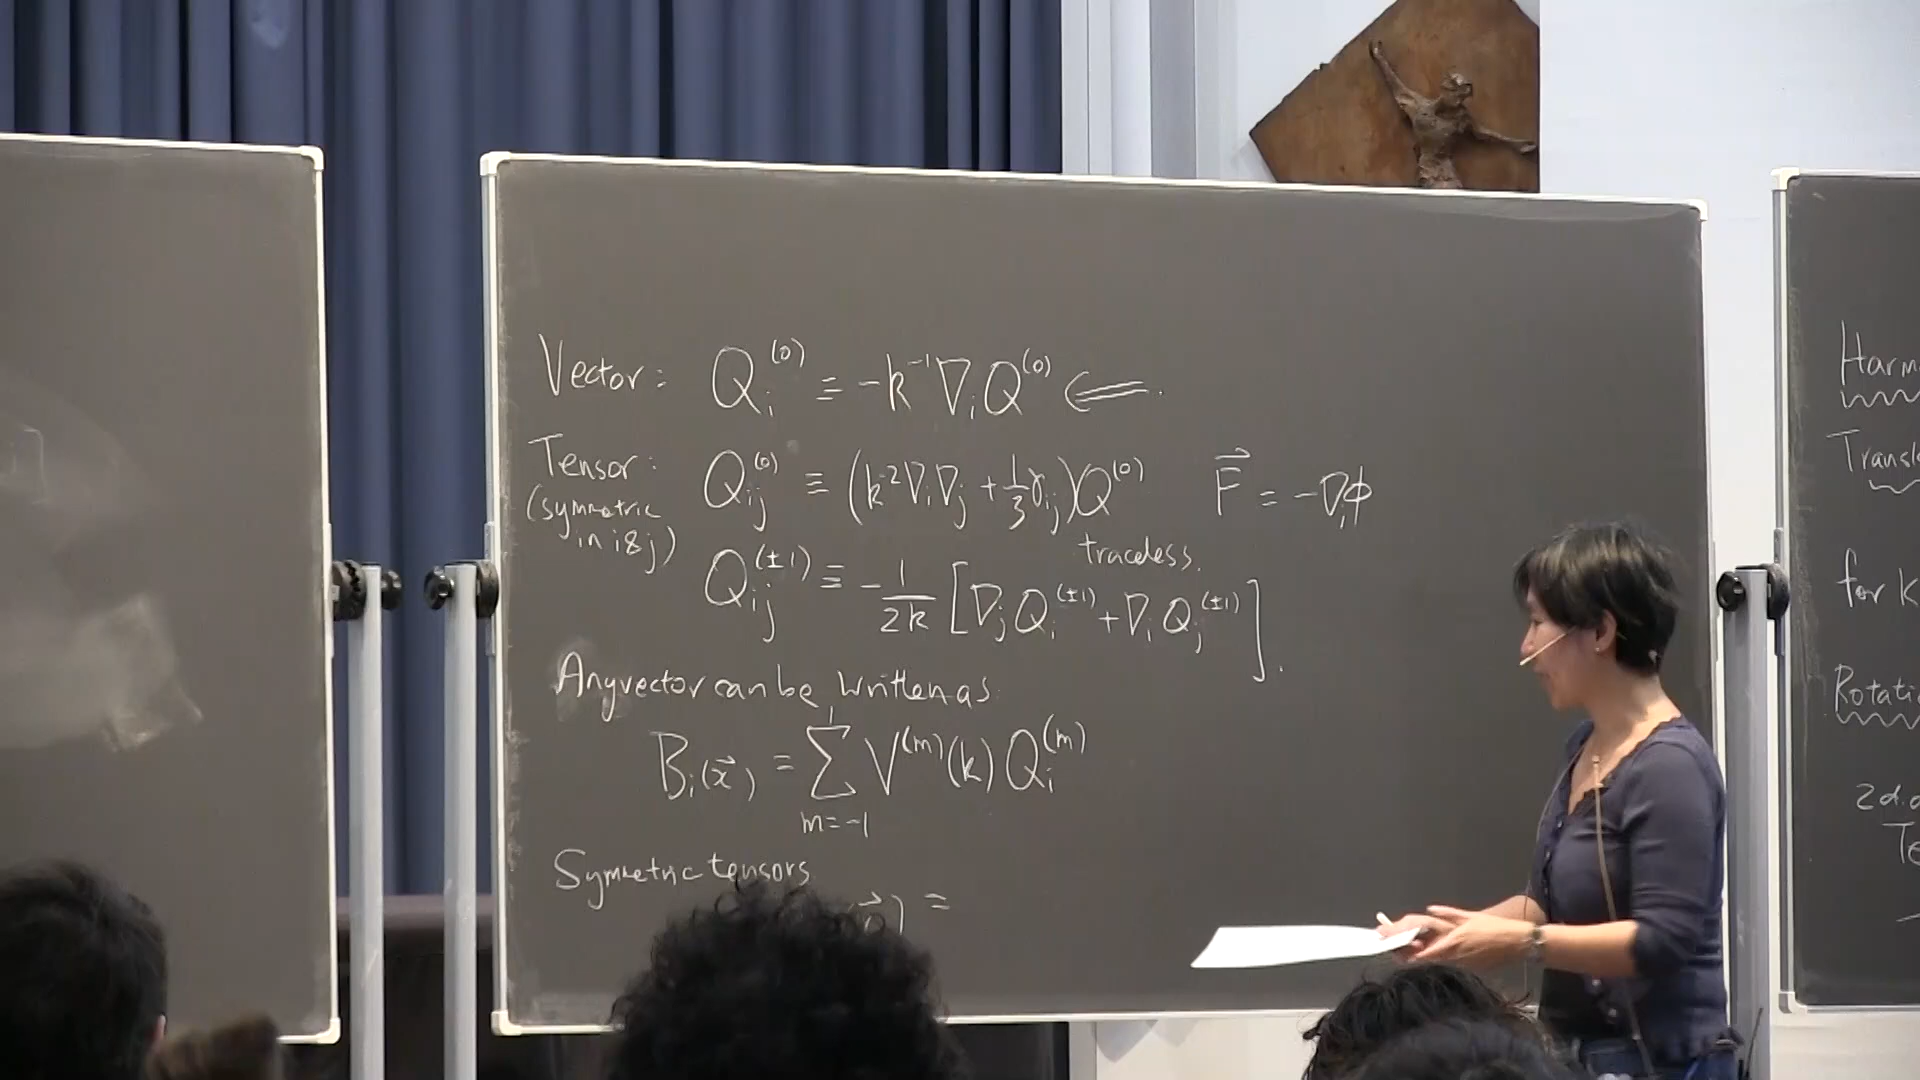 Vector: Q_i^(0) ≡ -k^-1 ∇_i Q^(0) ⇐
Tensor: Q_ij^(0) ≡ (k^-2 ∇_i ∇_j + 1/3 γ_ij) Q^(0)
(symmetric
in i & j)
traceless.
F⃗ = -∇_i φ
Q_ij^(±1) ≡ -1/2k [∇_j Q_i^(±1) + ∇_i Q_j^(±1)].
Any vector can be written as
B_i(x⃗) = Σ_{m=-1}^{1} V^(m)(k) Q_i^(m)
Symmetric tensors
=
Harm
Transl
for K
Rotati
2d.
Te